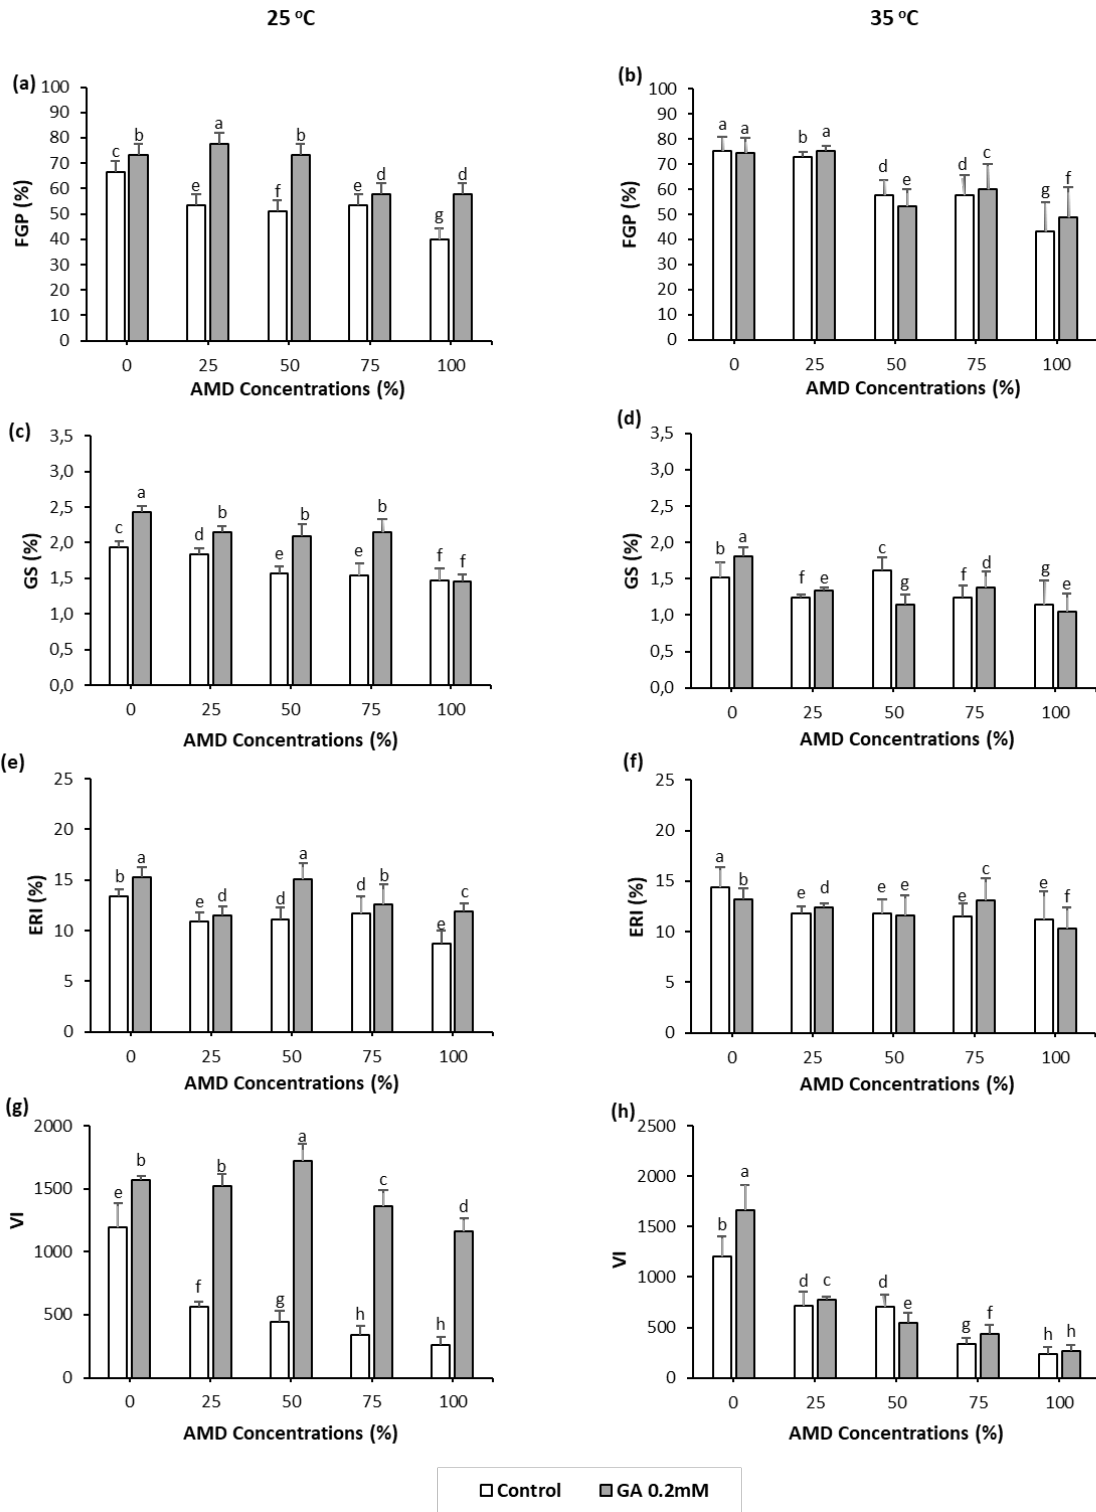 25 ºC
35 ºC
(a)
100
90
80
70
60
50
40
30
20
10
0
FGP (%)
c b e a f b e d g d
0 25 50 75 100
AMD Concentrations (%)
(b)
100
90
80
70
60
50
40
30
20
10
0
FGP (%)
a a b a d e d c g f
0 25 50 75 100
AMD Concentrations (%)
(c)
3,5
3,0
2,5
2,0
1,5
1,0
0,5
0,0
GS (%)
c a d b e b e b f f
0 25 50 75 100
AMD Concentrations (%)
(d)
3,5
3,0
2,5
2,0
1,5
1,0
0,5
0,0
GS (%)
b a f e c g f d g e
0 25 50 75 100
AMD Concentrations (%)
(e)
25
20
15
10
5
0
ERI (%)
b a e d d a d b e c
0 25 50 75 100
AMD Concentrations (%)
(f)
25
20
15
10
5
0
ERI (%)
a b e d e e e c e f
0 25 50 75 100
AMD Concentrations (%)
(g)
2000
1500
1000
500
0
VI
e b f b g a h c h d
0 25 50 75 100
AMD Concentrations (%)
(h)
2500
2000
1500
1000
500
0
VI
b a d c d e g f h h
0 25 50 75 100
AMD Concentrations (%)
Control GA 0.2mM